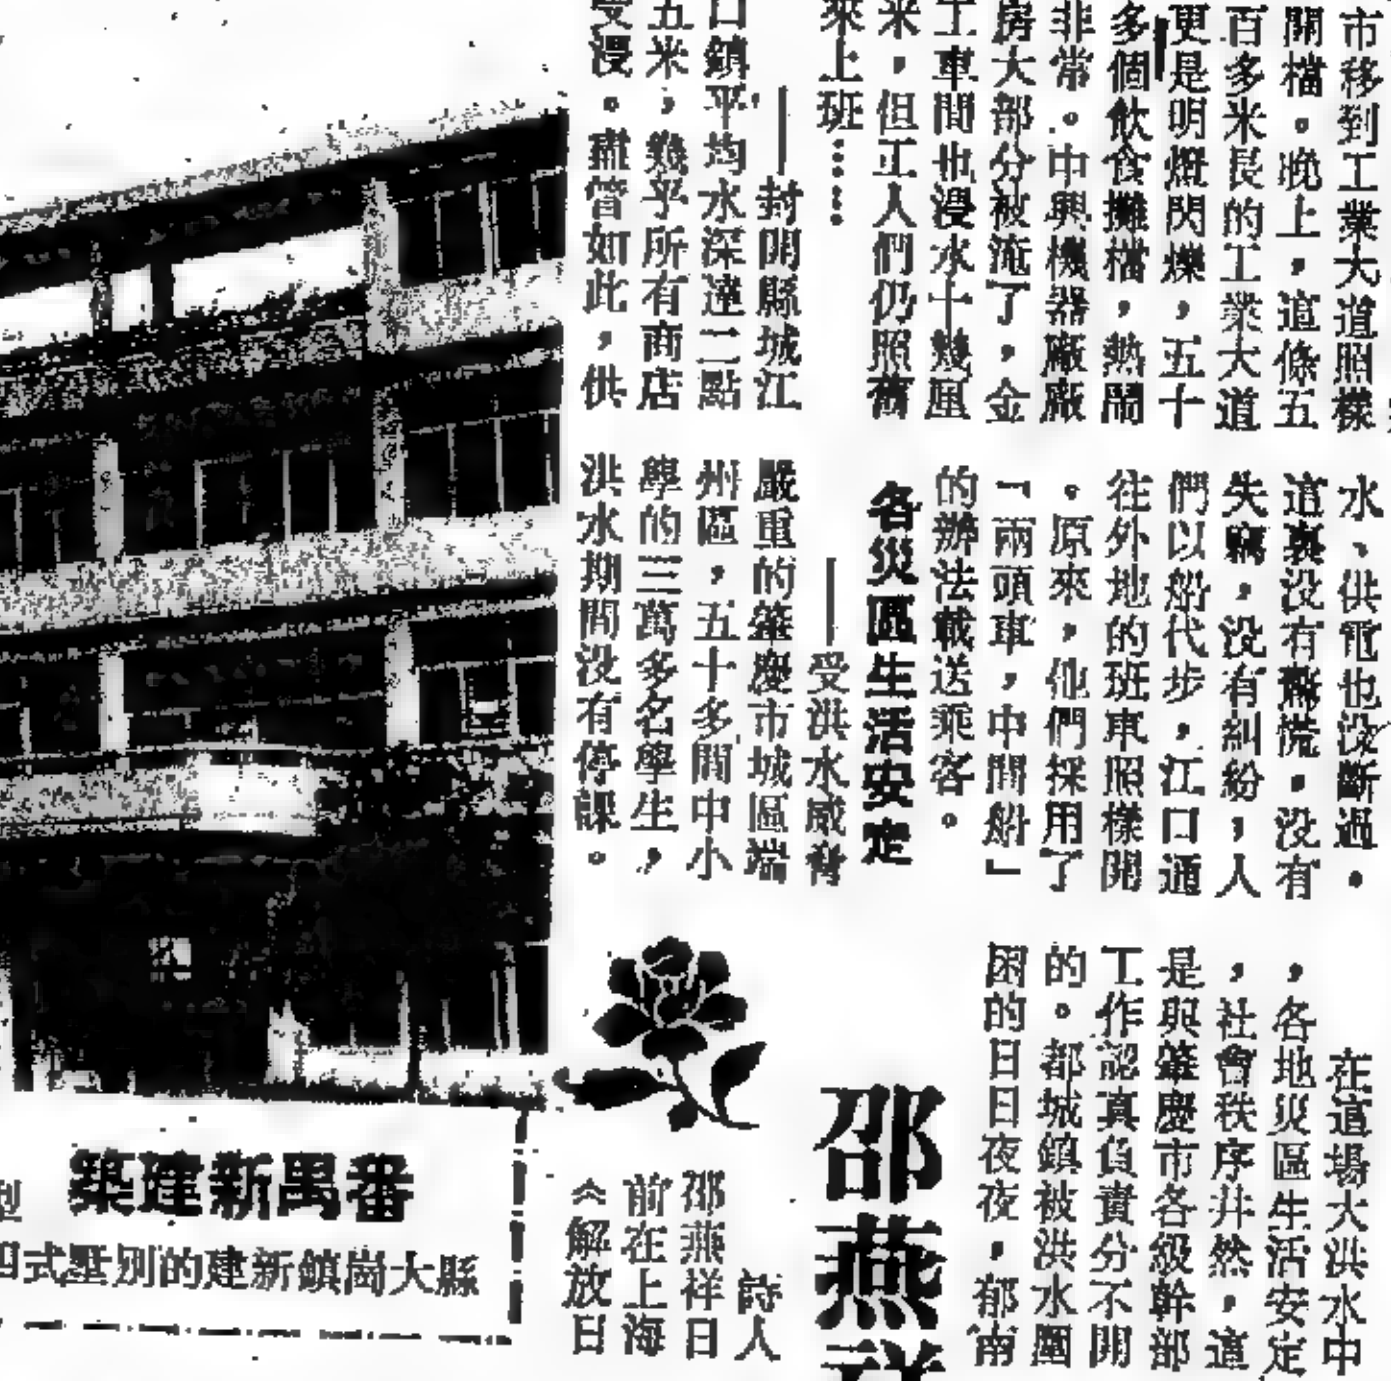 市移到工業大道照樣
開檔。晚上，這條五
百多米長的工業大道
更是明燈閃爍，五十
多個飲食攤檔，熱鬧
非常。中興機器廠廠
房大部分被淹了，金
工車間也浸水十幾厘
米，但工人們仍照舊
來上班……
——封開縣城江
口鎮平均水深達二點
五米，幾乎所有商店
受浸。盡管如此，供
水、供電也没斷過。
這裏没有驚慌，没有
失竊，没有糾紛，人
們以船代步，江口通
往外地的班車照樣開
。原來，他們採用了
「兩頭車，中間船」
的辦法載送乘客。
各災區生活安定
——受洪水威脅
嚴重的肇慶市城區端
州區，五十多間中小
學的三萬多名學生，
洪水期間没有停課。
在這場大洪水中
，各地災區生活安定
，社會秩序井然，這
是與肇慶市各級幹部
工作認真負責分不開
的。都城鎮被洪水圍
困的日日夜夜，郁南
邵燕祥
詩人
邵燕祥日
前在上海
《解放日
番禺新建築
縣大崗鎮新建的别墅式四
型